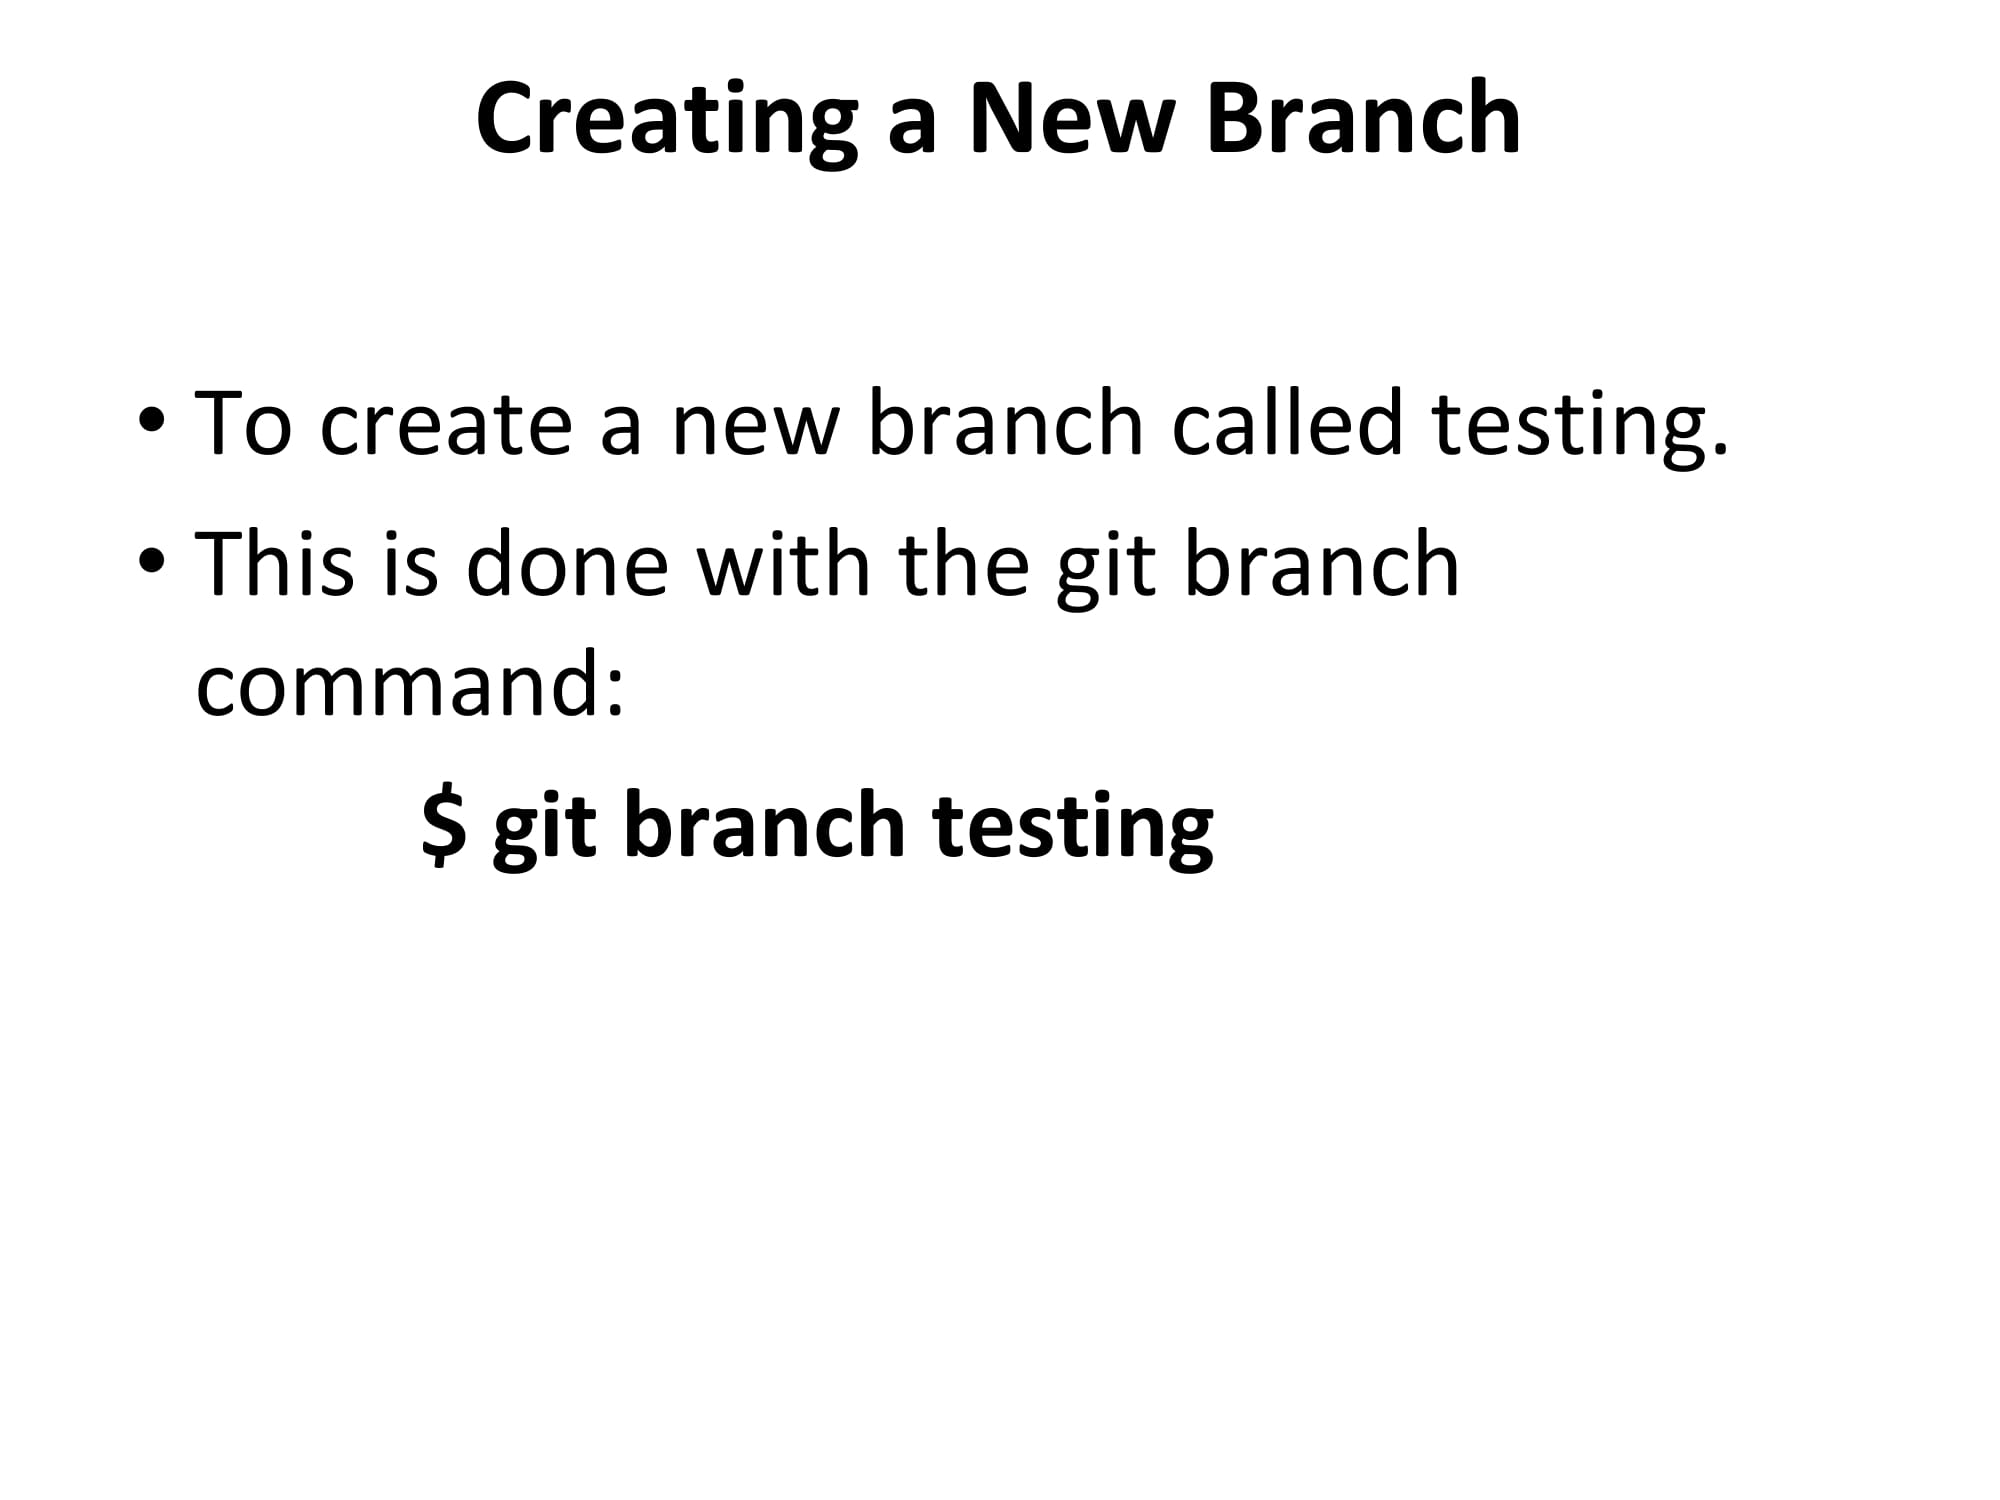 Creating a New Branch
• To create a new branch called testing.
• This is done with the git branch
command:
$ git branch testing